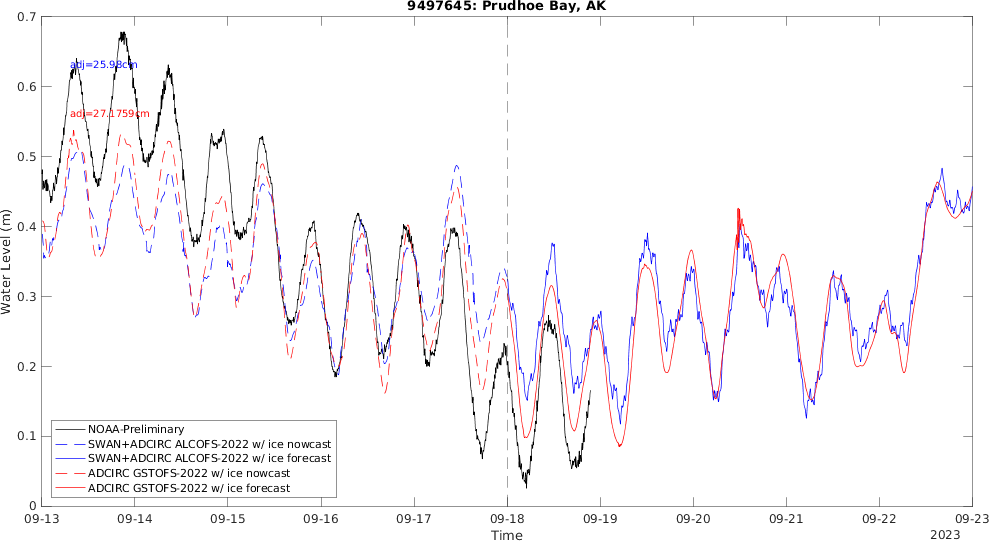 9497645: Prudhoe Bay, AK
0.7
0.6
0.5
0.4
0.3
0.2
0.1
0
Water Level (m)
adj=25.98cm
adj=27.1759cm
NOAA-Preliminary
SWAN+ADCIRC ALCOFS-2022 w/ ice nowcast
SWAN+ADCIRC ALCOFS-2022 w/ ice forecast
ADCIRC GSTOFS-2022 w/ ice nowcast
ADCIRC GSTOFS-2022 w/ ice forecast
09-13 09-14 09-15 09-16 09-17 09-18 09-19 09-20 09-21 09-22 09-23
Time
2023